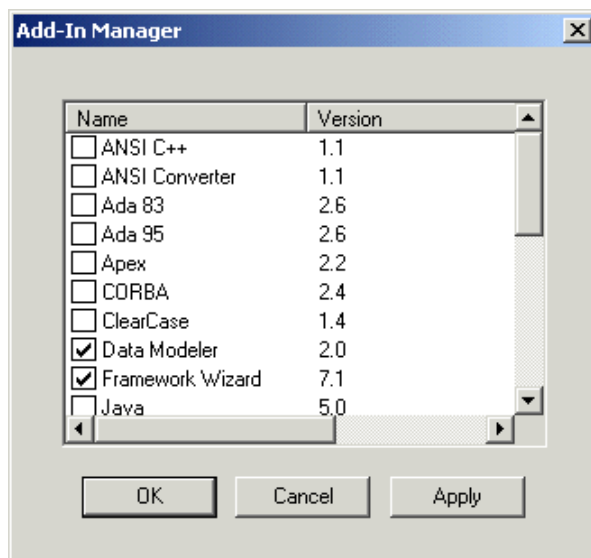 Add-In Manager
Name Version
ANSI C++ 1.1
ANSI Converter 1.1
Ada 83 2.6
Ada 95 2.6
Apex 2.2
CORBA 2.4
ClearCase 1.4
Data Modeler 2.0
Framework Wizard 7.1
Java 5.0
OK Cancel Apply